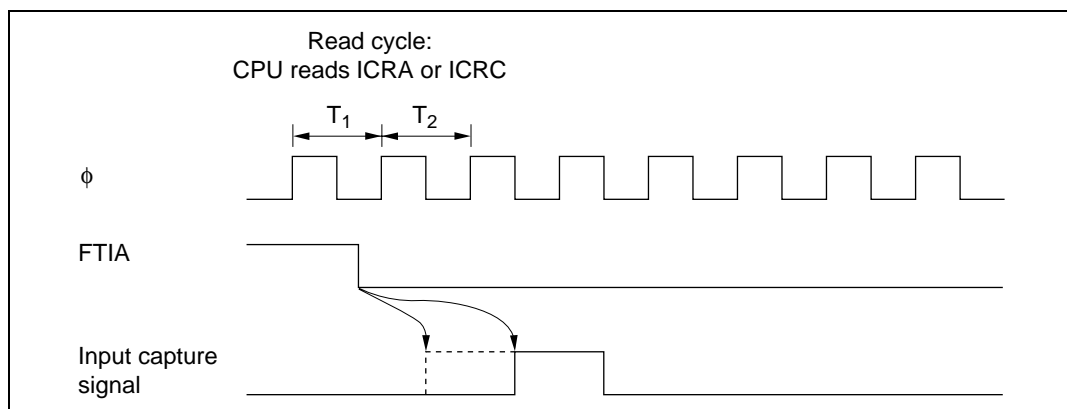 Read cycle:
CPU reads ICRA or ICRC
T₁ T₂
ϕ
FTIA
Input capture
signal